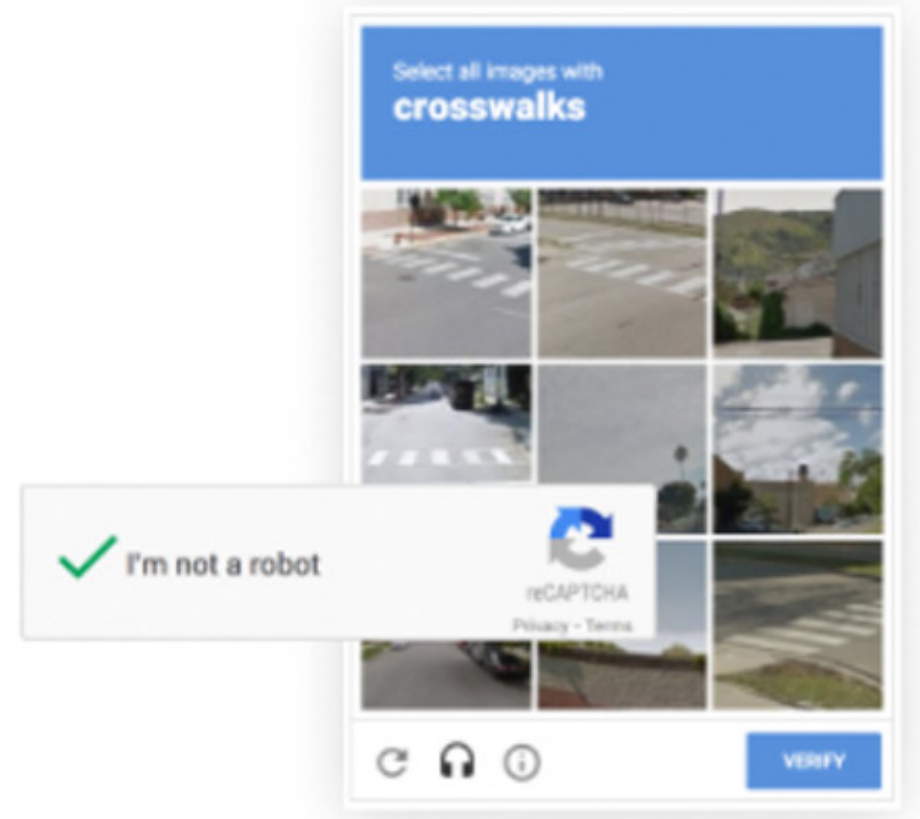 Select all images with
crosswalks
I'm not a robot
reCAPTCHA
Privacy - Terms
VERIFY